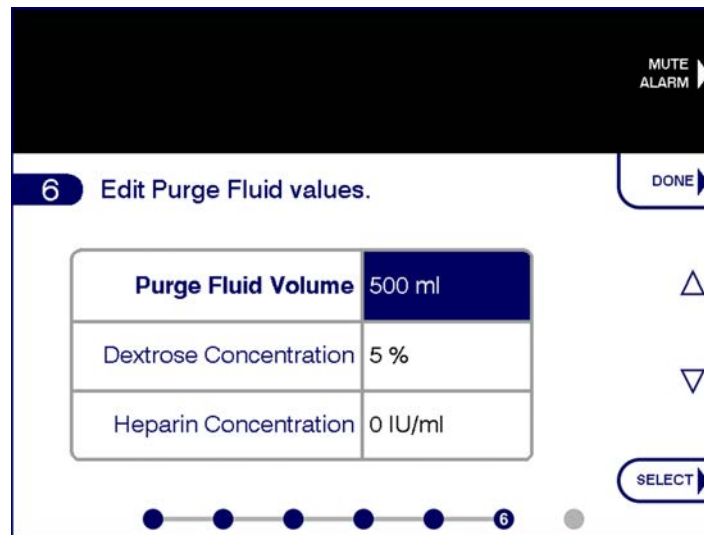 MUTE
ALARM
6 Edit Purge Fluid values.
DONE
Purge Fluid Volume 500 ml
Dextrose Concentration 5 %
Heparin Concentration 0 IU/ml
SELECT
6